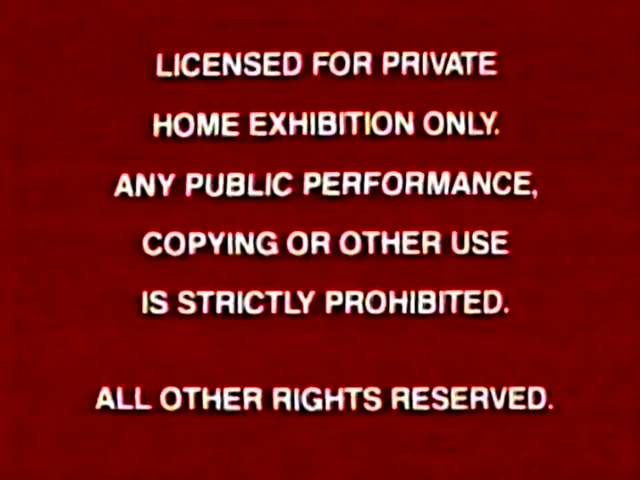 LICENSED FOR PRIVATE
HOME EXHIBITION ONLY.
ANY PUBLIC PERFORMANCE,
COPYING OR OTHER USE
IS STRICTLY PROHIBITED.
ALL OTHER RIGHTS RESERVED.